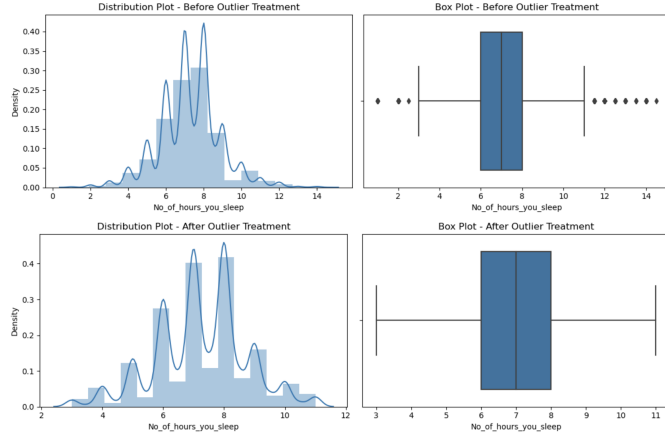 Distribution Plot - Before Outlier Treatment
Box Plot - Before Outlier Treatment
0.40
0.35
0.30
0.25
0.20
0.15
0.10
0.05
0.00
Density
0 2 4 6 8 10 12 14
No_of_hours_you_sleep
2 4 6 8 10 12 14
No_of_hours_you_sleep
Distribution Plot - After Outlier Treatment
Box Plot - After Outlier Treatment
0.4
0.3
0.2
0.1
0.0
Density
2 4 6 8 10 12
No_of_hours_you_sleep
3 4 5 6 7 8 9 10 11
No_of_hours_you_sleep